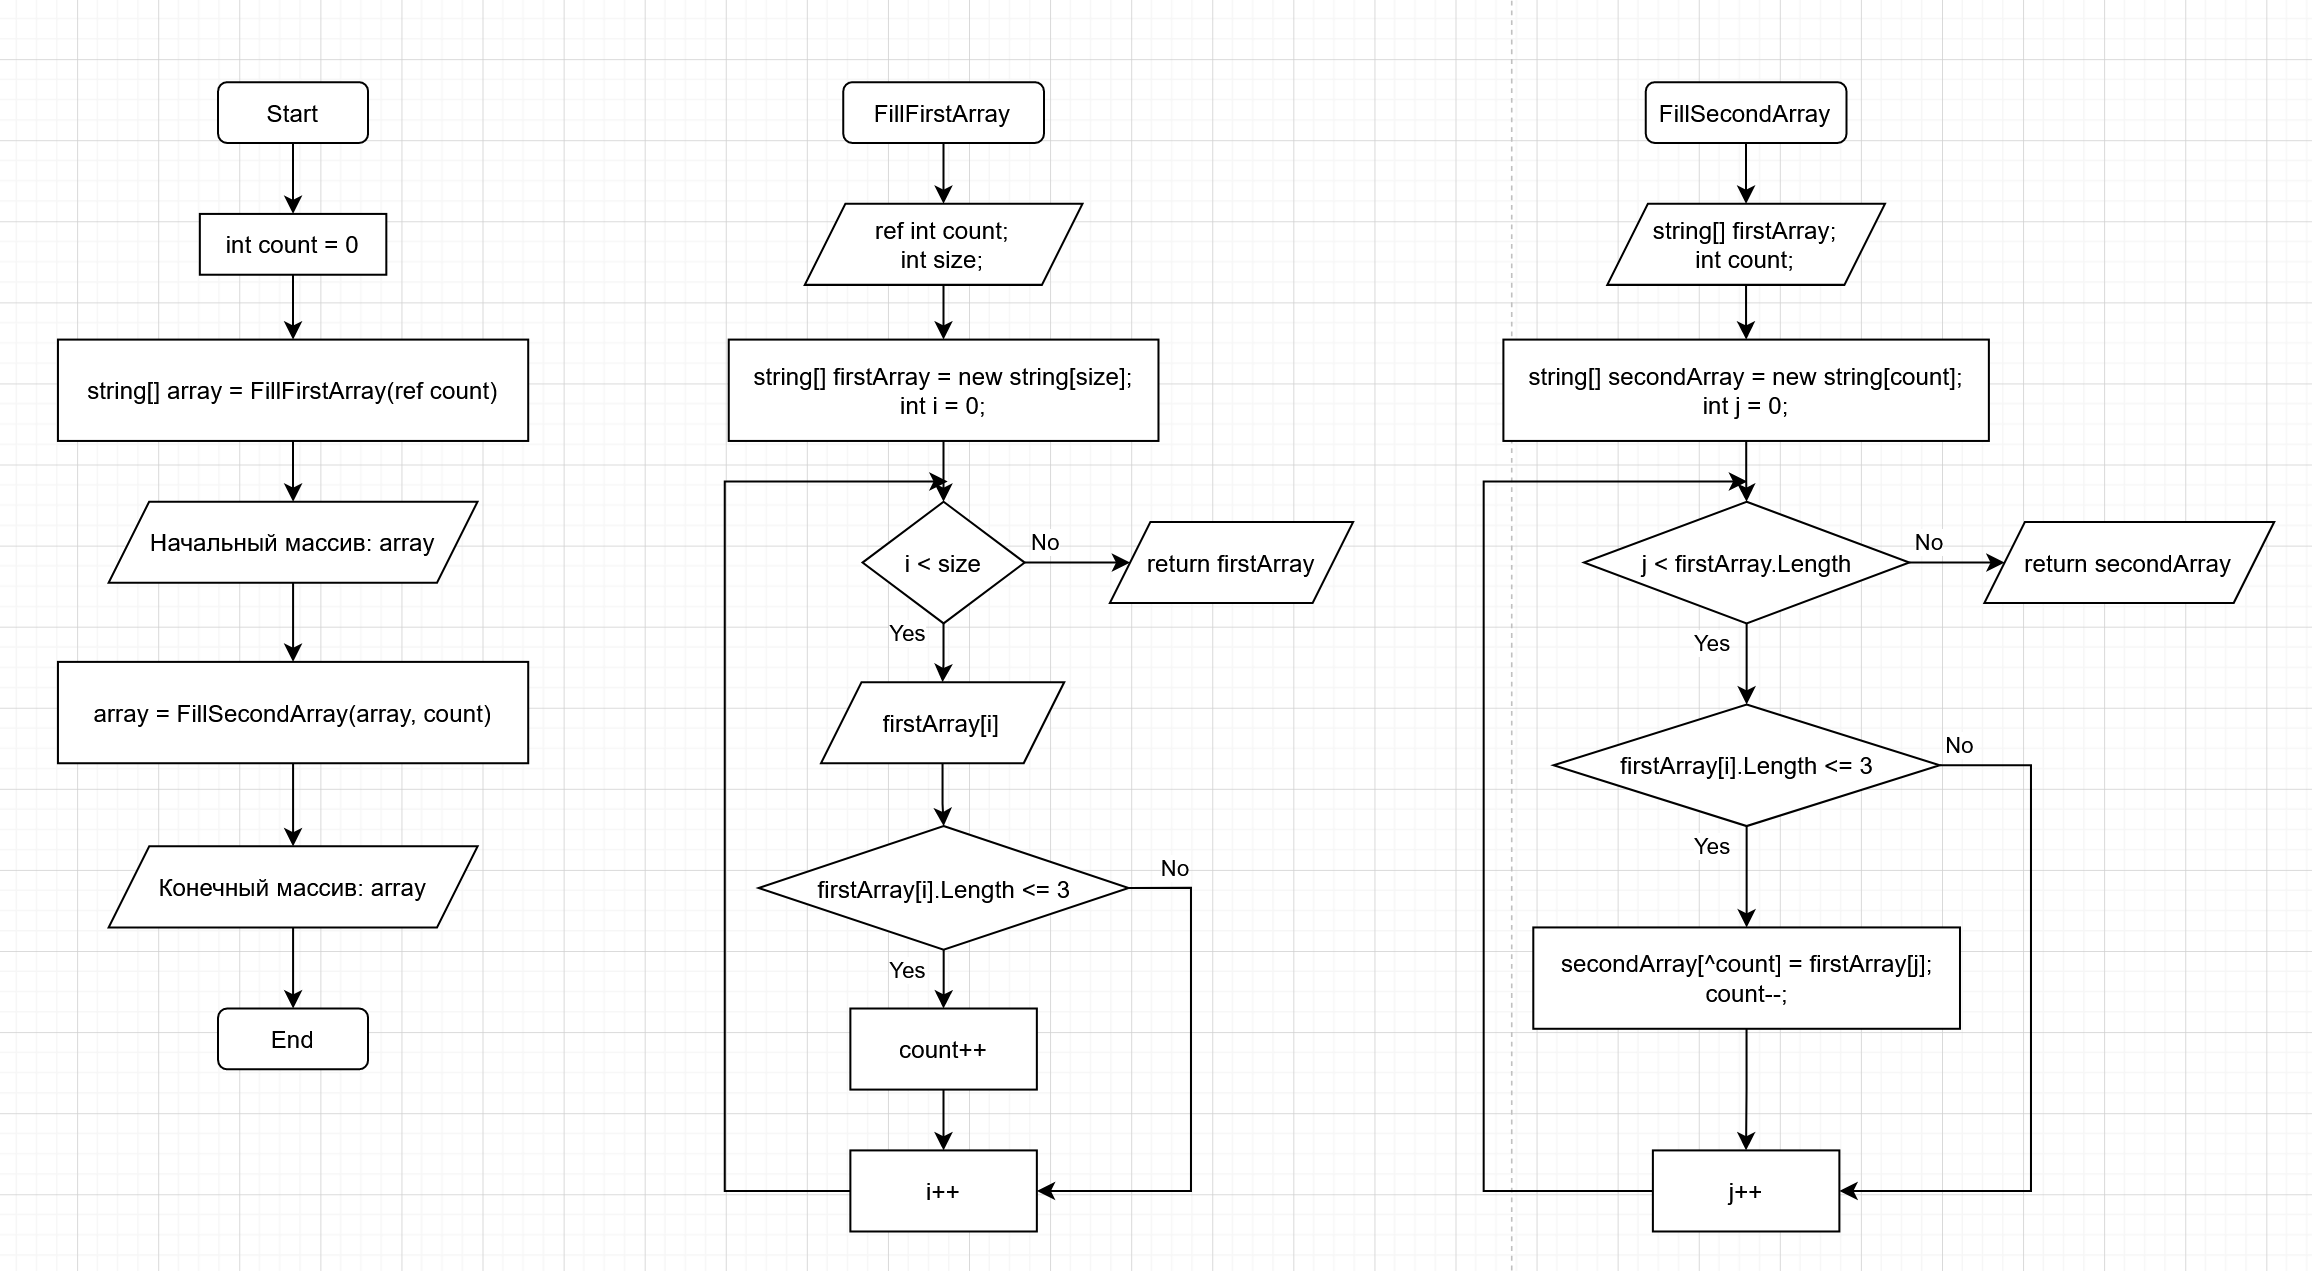 Start
int count = 0
string[] array = FillFirstArray(ref count)
Начальный массив: array
array = FillSecondArray(array, count)
Конечный массив: array
End
FillFirstArray
ref int count;
int size;
string[] firstArray = new string[size];
int i = 0;
i < size
No
return firstArray
Yes
firstArray[i]
firstArray[i].Length <= 3
No
Yes
count++
i++
FillSecondArray
string[] firstArray;
int count;
string[] secondArray = new string[count];
int j = 0;
j < firstArray.Length
No
return secondArray
Yes
firstArray[i].Length <= 3
No
Yes
secondArray[^count] = firstArray[j];
count--;
j++